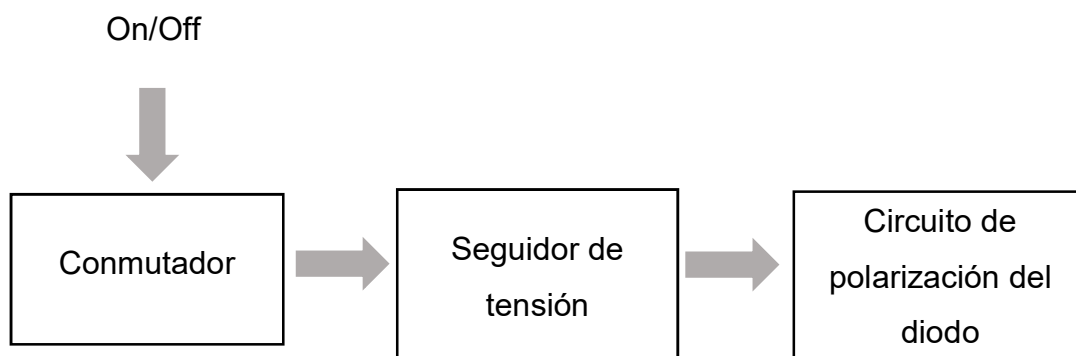 On/Off
Conmutador
Seguidor de
tensión
Circuito de
polarización del
diodo